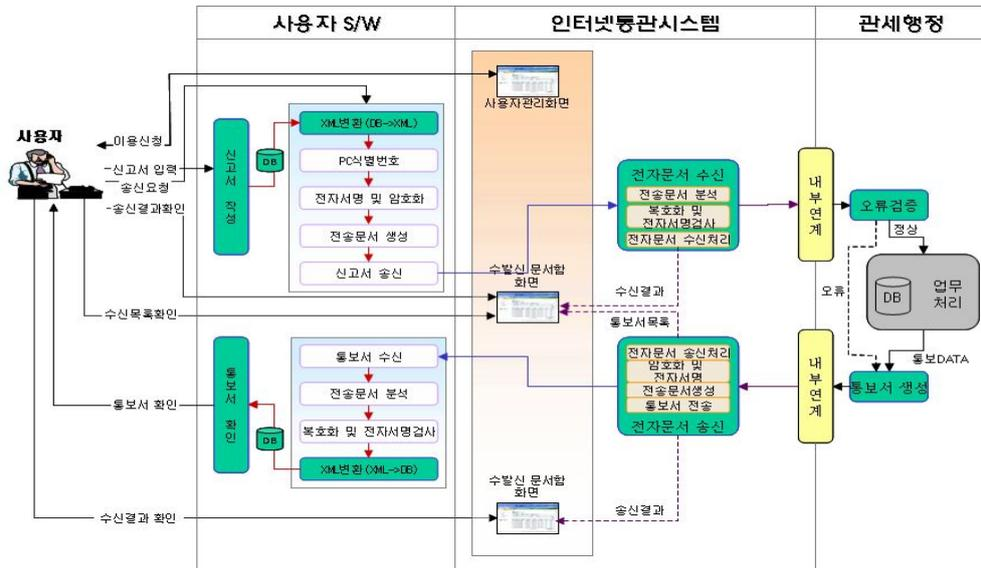 사용자 S/W
인터넷통관시스템
관세행정
사용자
이용신청
신고서 입력
송신요청
송신결과확인
수신목록확인
통보서 확인
수신결과 확인
신고서 작성
DB
XML변환(DB->XML)
PC식별번호
전자서명 및 암호화
전송문서 생성
신고서 송신
통보서 확인
DB
통보서 수신
전송문서 분석
복호화 및 전자서명검사
XML변환(XML->DB)
사용자관리화면
수발신 문서함
화면
수발신 문서함
화면
전자문서 수신
전송문서 분석
복호화 및
전자서명검사
전자문서 수신처리
수신결과
통보서목록
전자문서 송신처리
암호화 및
전자서명
전송문서생성
통보서 전송
전자문서 송신
송신결과
내부연계
내부연계
오류검증
정상
오류
DB
업무
처리
통보DATA
통보서 생성